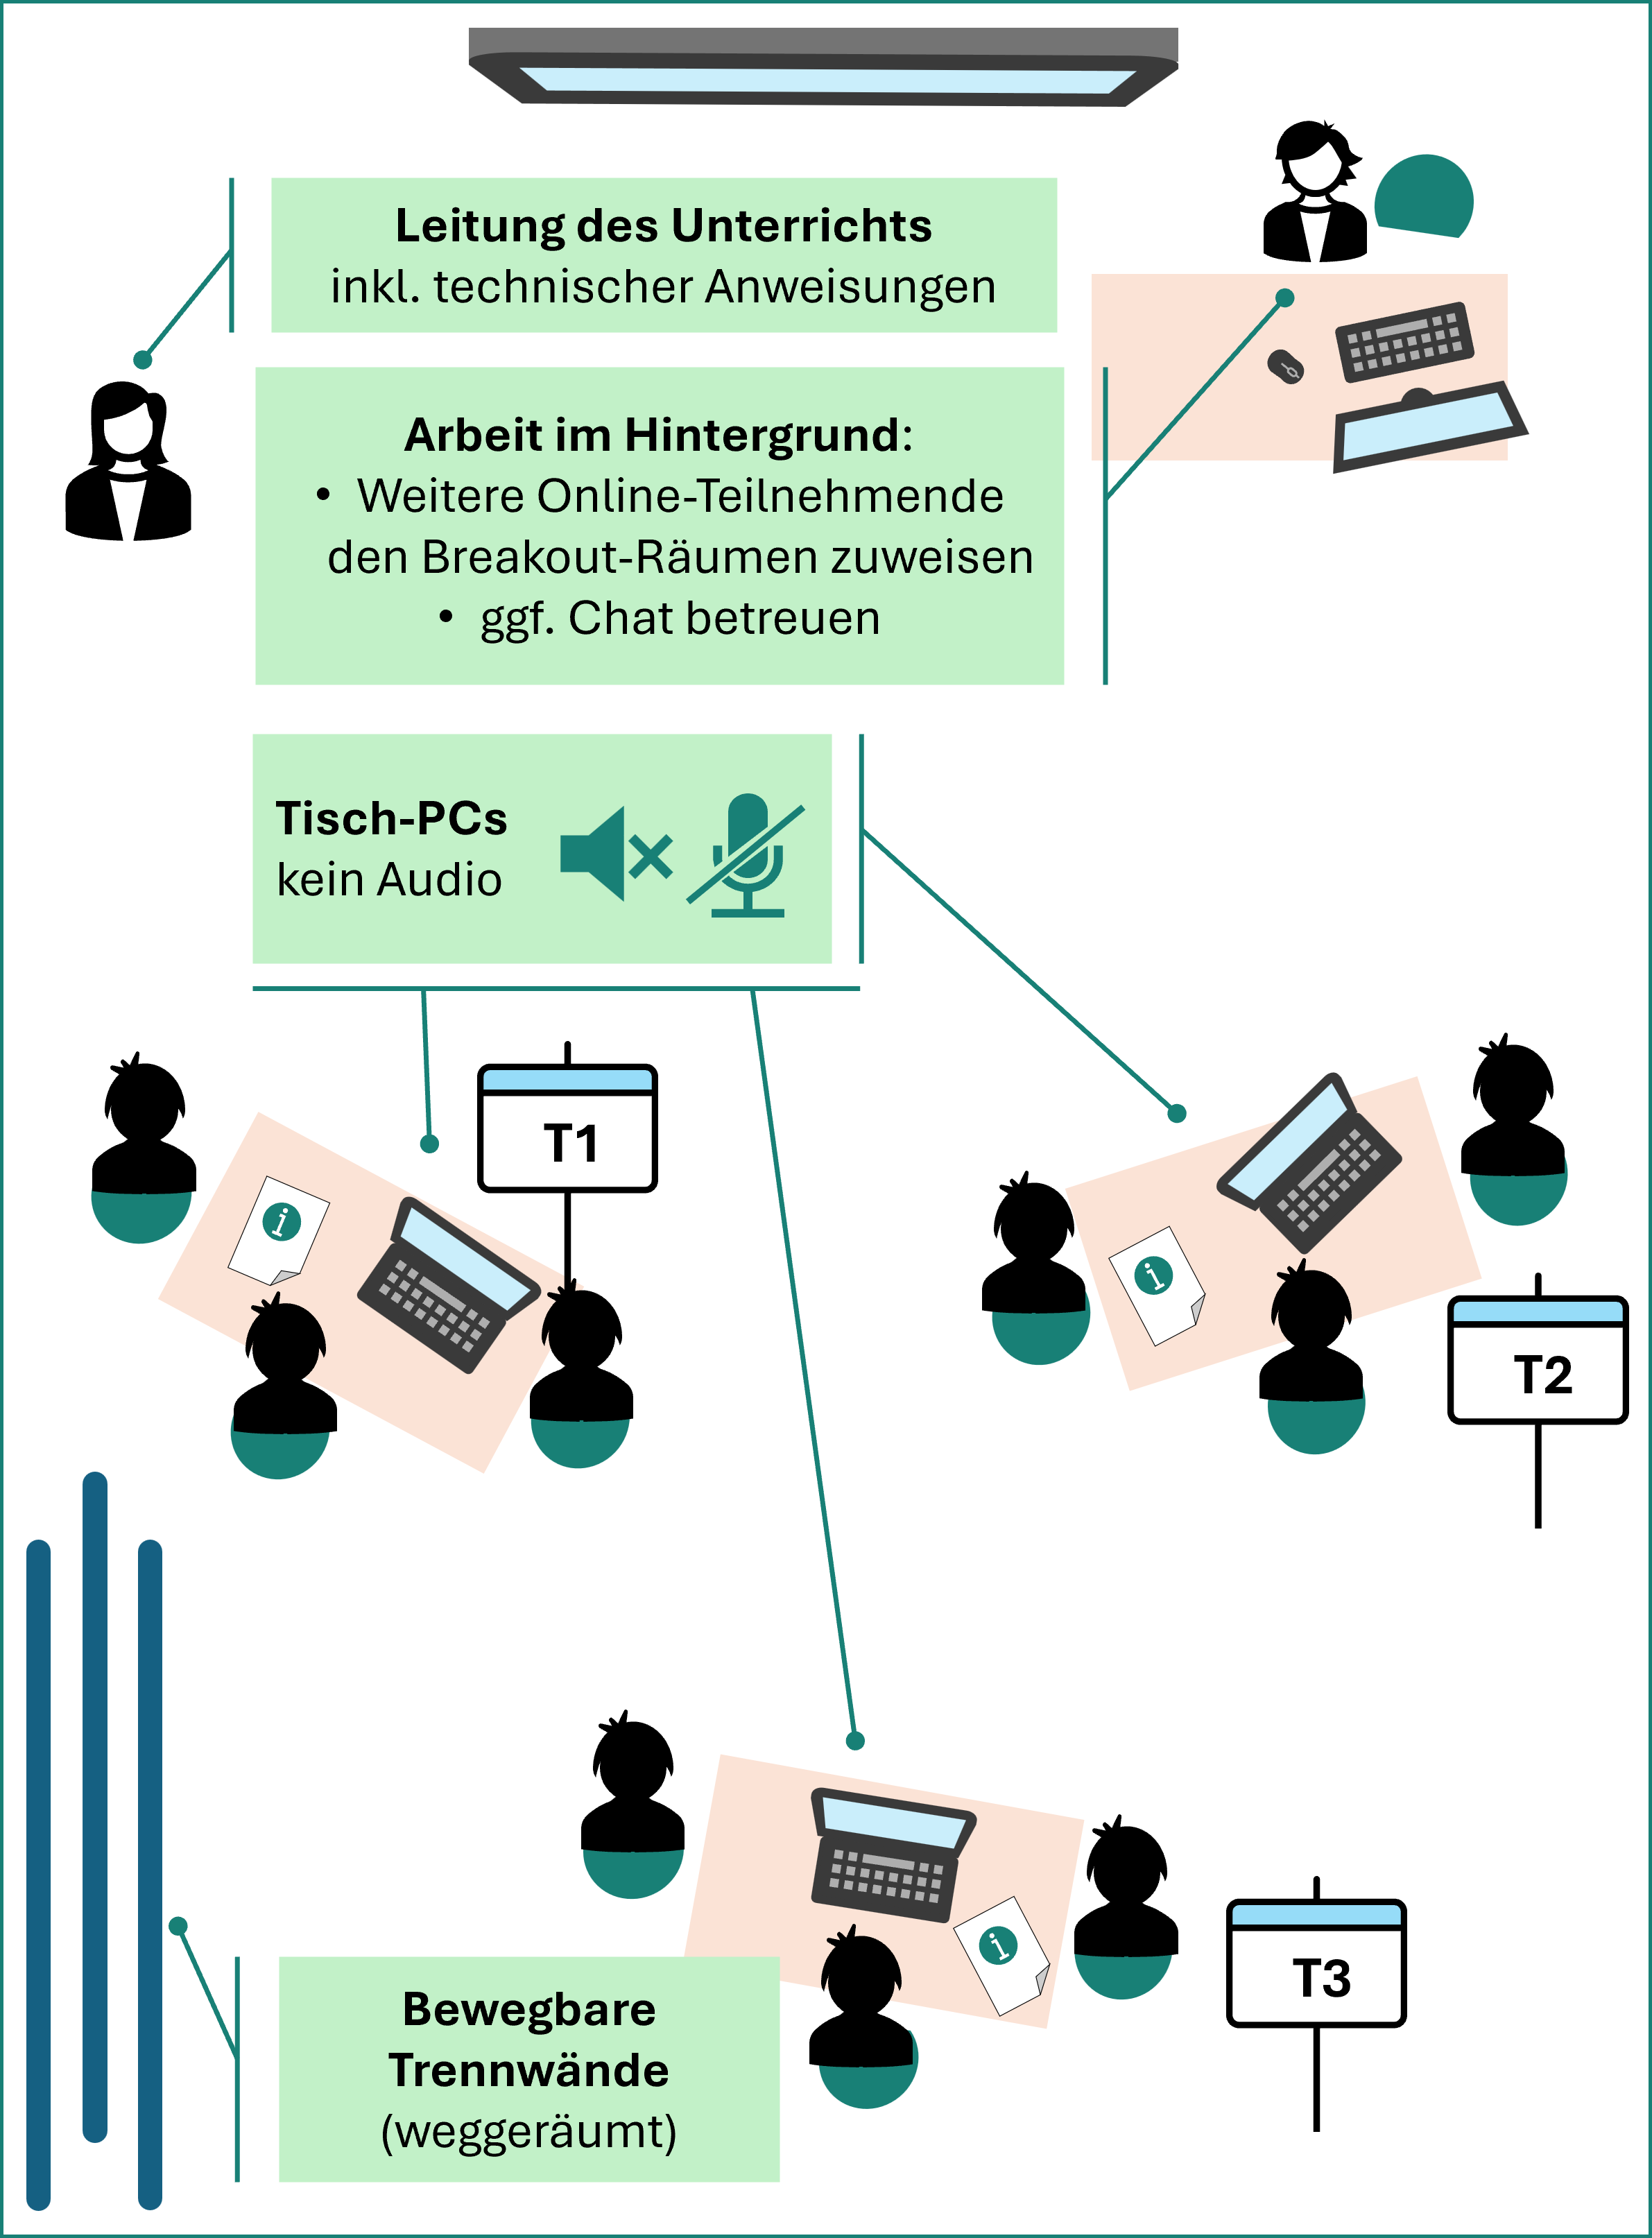 Leitung des Unterrichts
inkl. technischer Anweisungen
Arbeit im Hintergrund:
• Weitere Online-Teilnehmende
den Breakout-Räumen zuweisen
• ggf. Chat betreuen
Tisch-PCs
kein Audio
T1
i
i
T2
T3
i
Bewegbare
Trennwände
(weggeräumt)